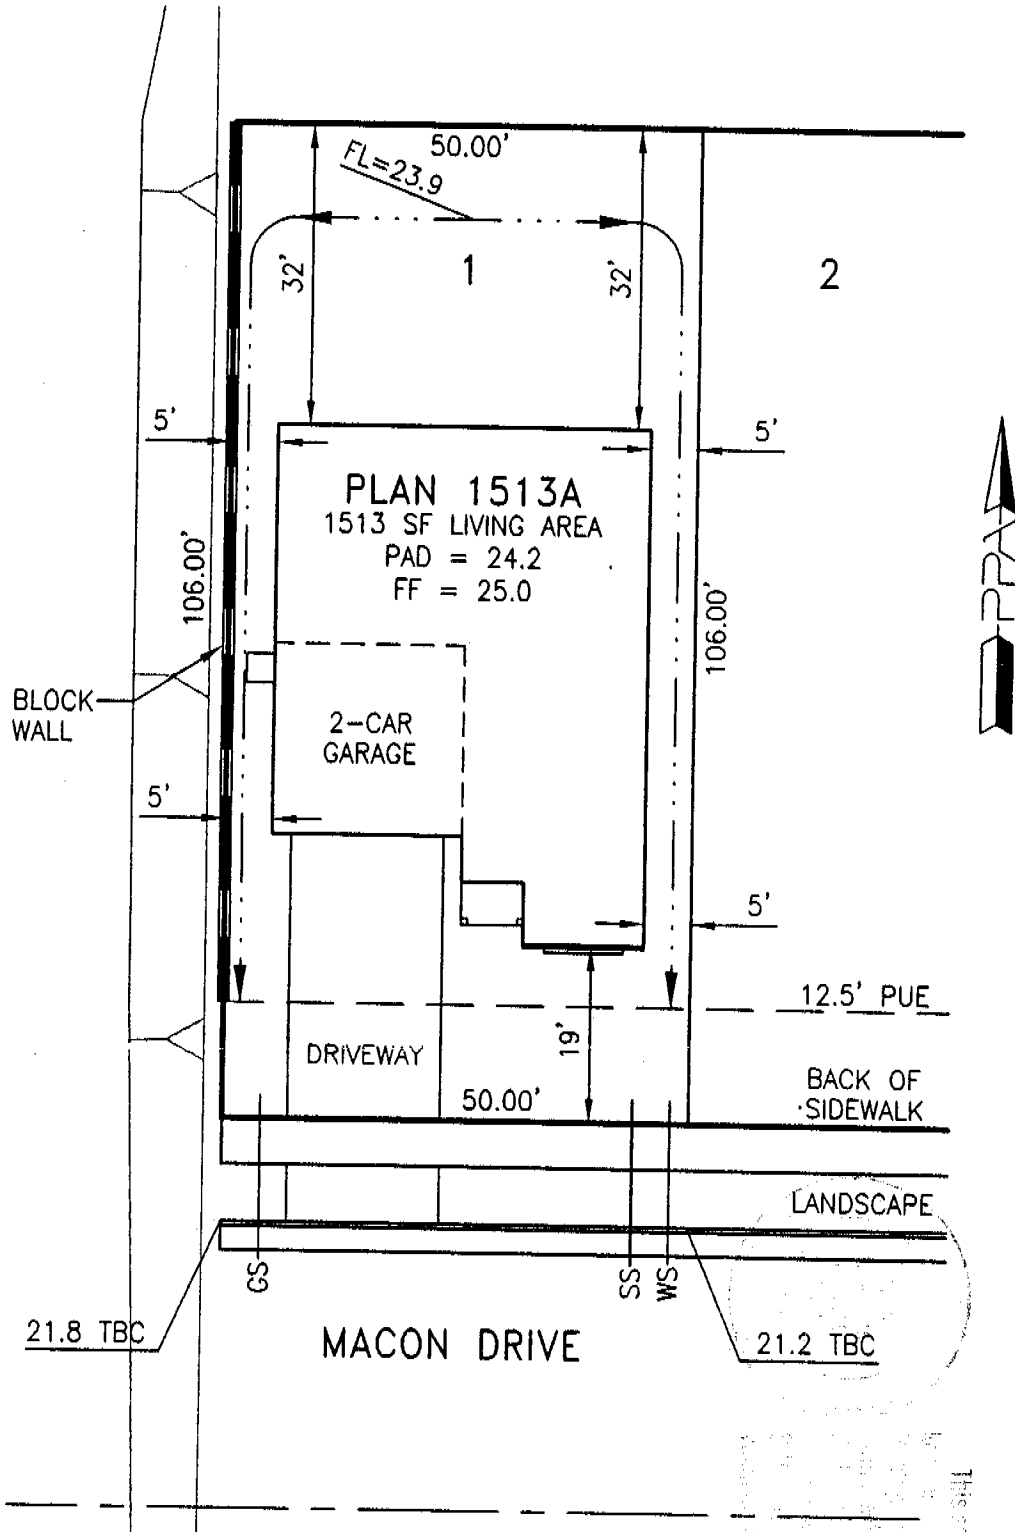 50.00'
FL=23.9
32'
32'
1
2
5'
5'
PLAN 1513A
1513 SF LIVING AREA
PAD = 24.2
FF = 25.0
106.00'
106.00'
PPA
BLOCK
WALL
2-CAR
GARAGE
5'
5'
12.5' PUE
19'
DRIVEWAY
BACK OF
SIDEWALK
50.00'
LANDSCAPE
GS
SS
WS
21.8 TBC
MACON DRIVE
21.2 TBC